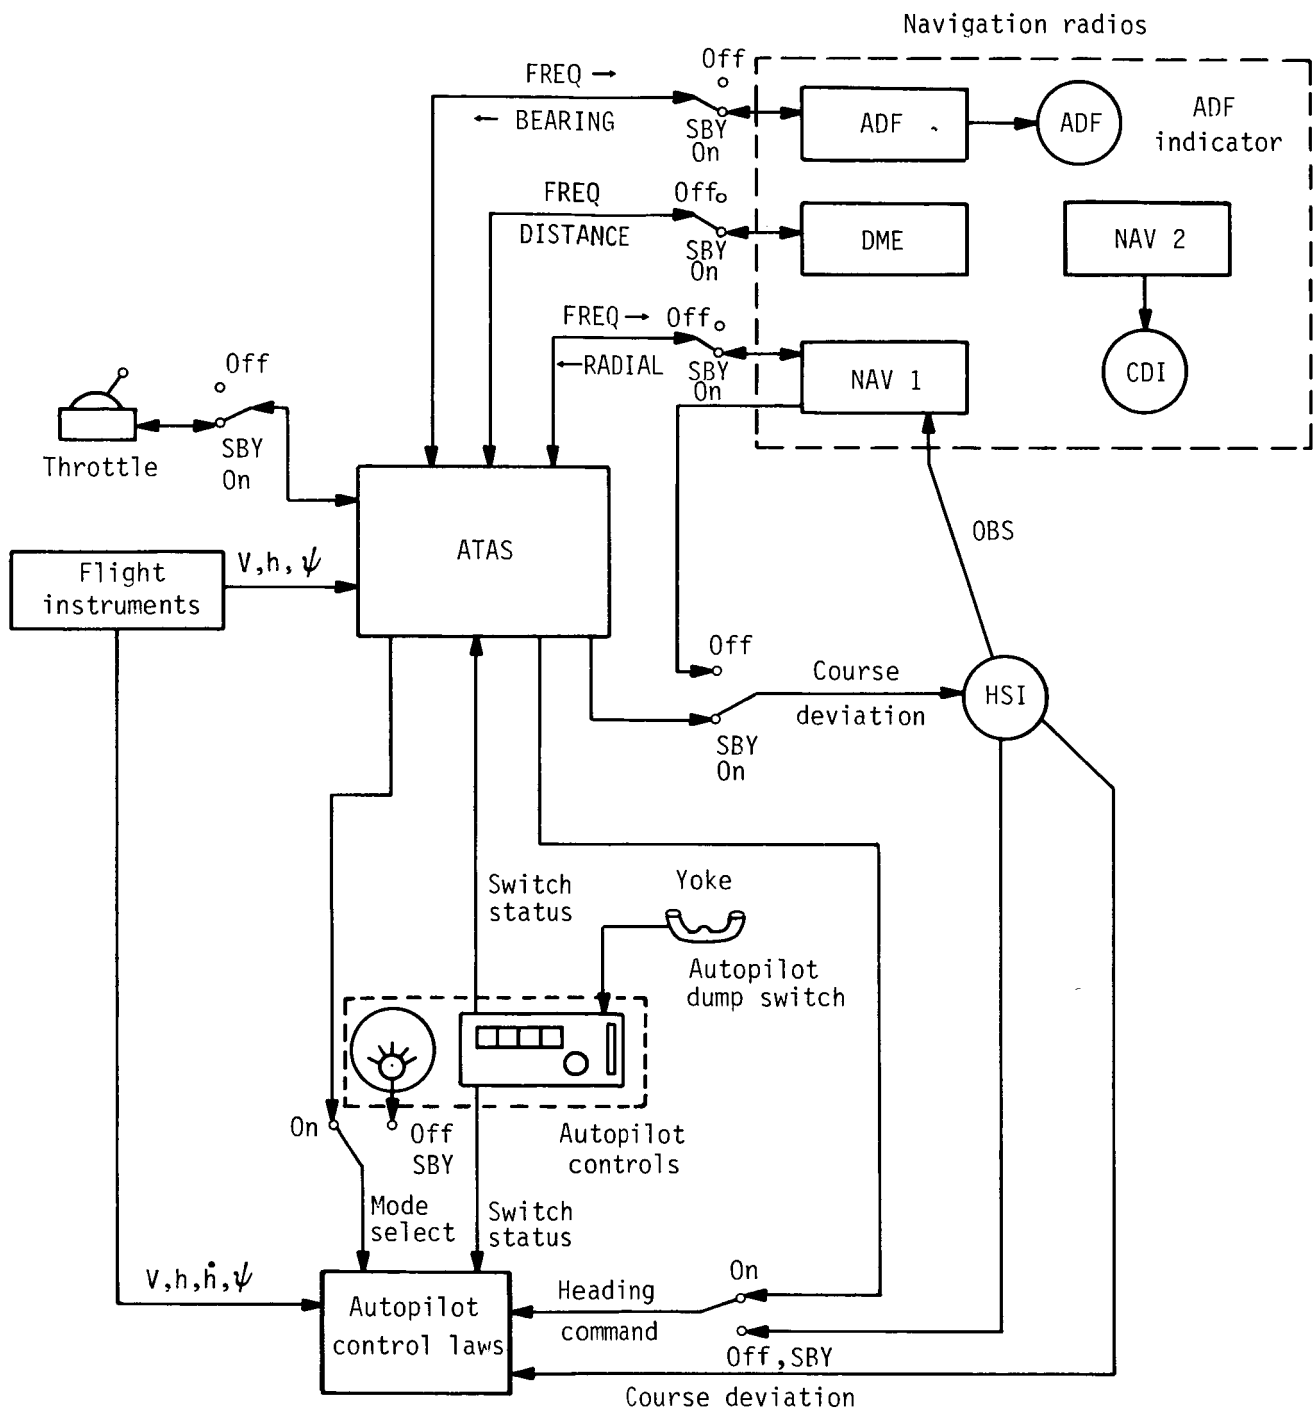 Navigation radios
Off
FREQ →
← BEARING
SBY
On
ADF
ADF
ADF
indicator
FREQ
DISTANCE
Off
SBY
On
DME
NAV 2
FREQ →
←RADIAL
Off
SBY
On
NAV 1
CDI
Off
SBY
On
Throttle
ATAS
OBS
Flight
instruments
V,h,ψ
Off
Course
deviation
SBY
On
HSI
Switch
status
Yoke
Autopilot
dump switch
On
Off
SBY
Autopilot
controls
Mode
select
Switch
status
V,h,ḣ,ψ
Autopilot
control laws
Heading
command
On
Off,SBY
Course deviation